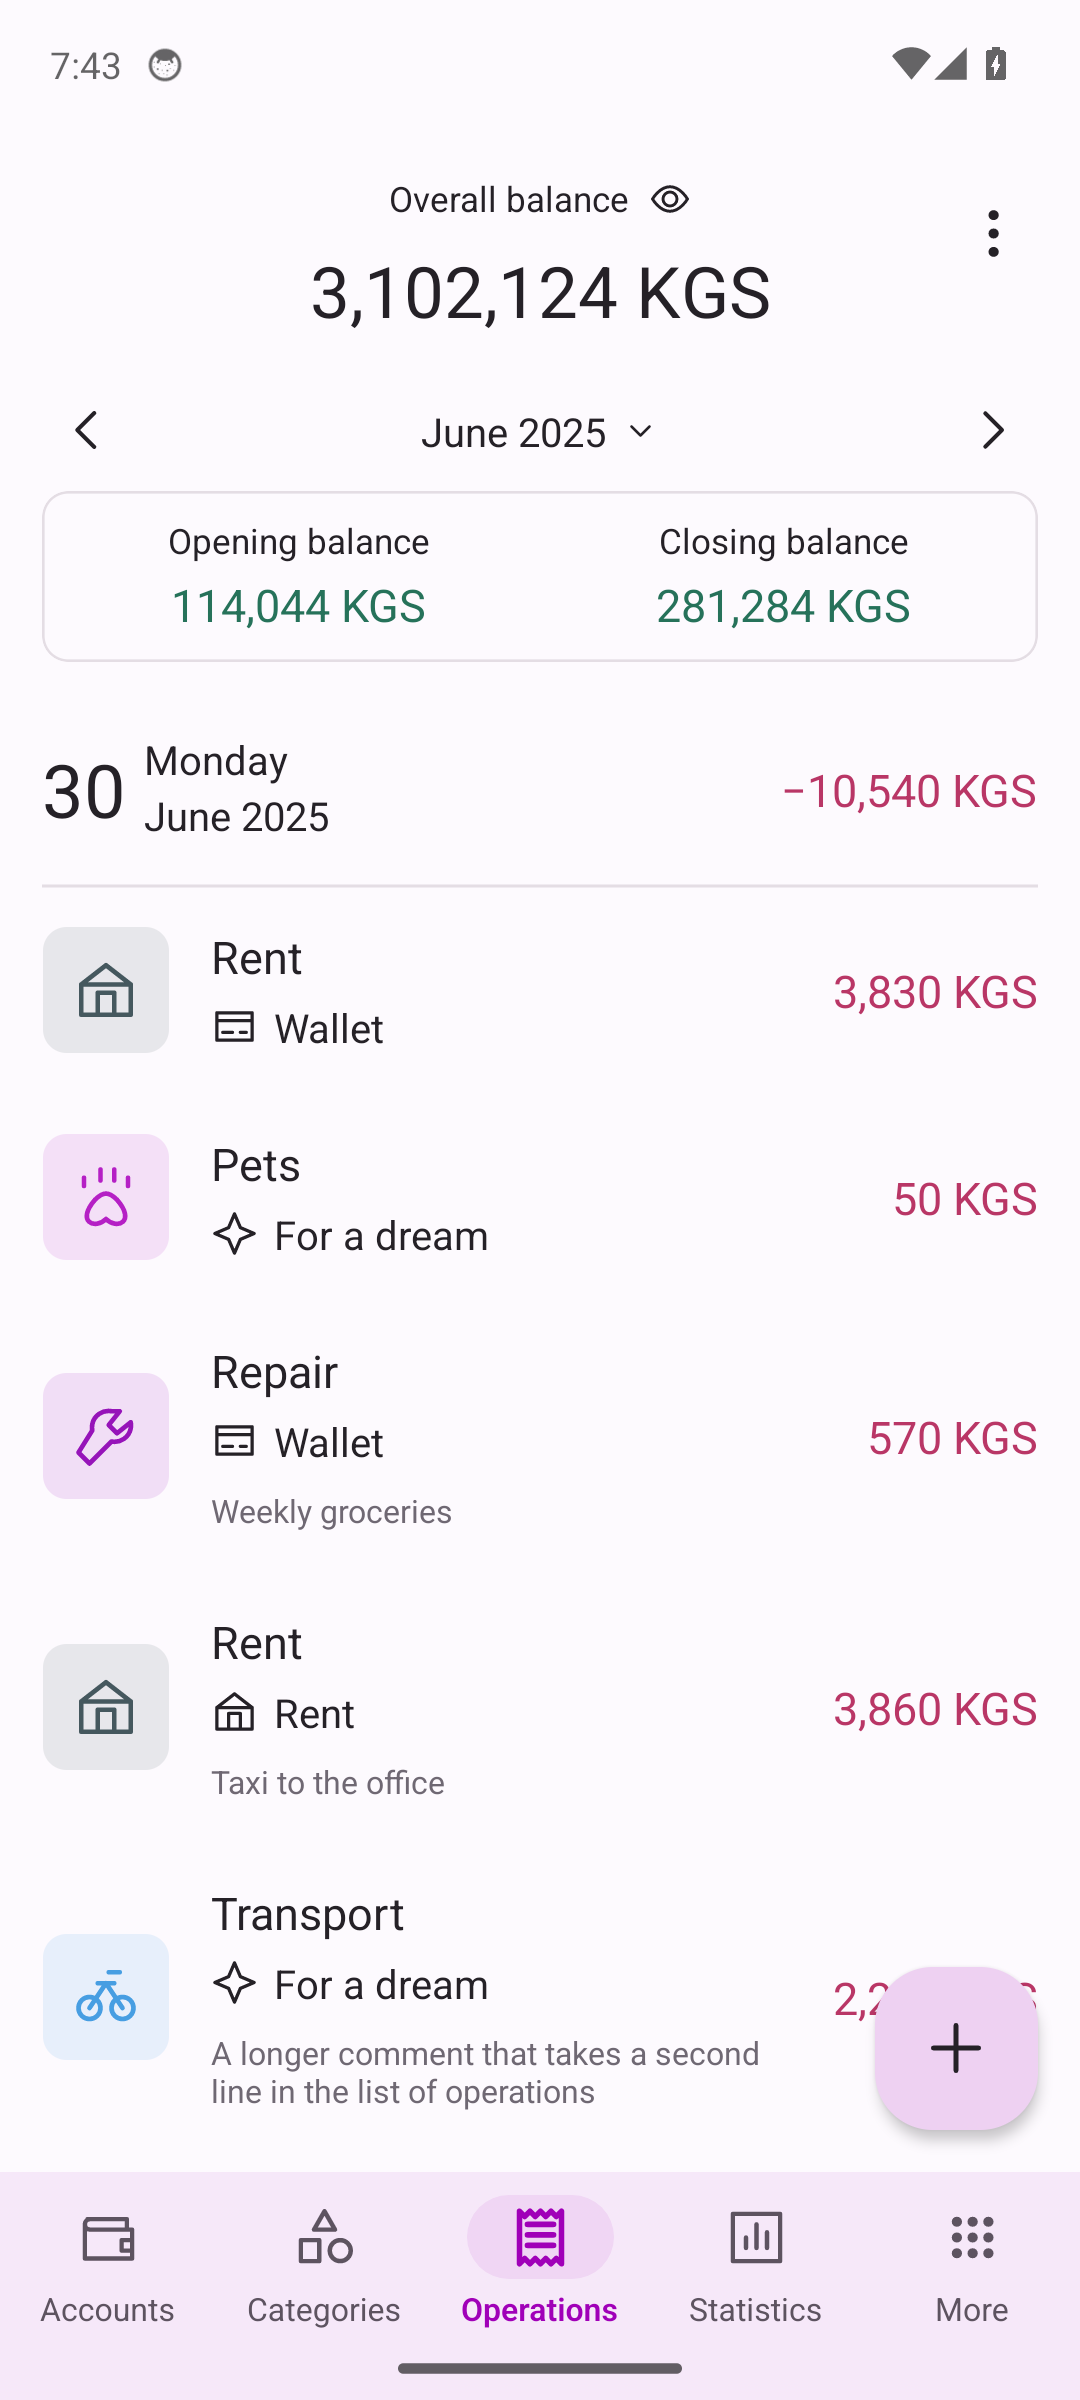 7:43
Overall balance
3,102,124 KGS
June 2025
Opening balance
Closing balance
114,044 KGS
281,284 KGS
30
Monday
June 2025
−10,540 KGS
Rent
Wallet
3,830 KGS
Pets
For a dream
50 KGS
Repair
Wallet
570 KGS
Weekly groceries
Rent
Rent
3,860 KGS
Taxi to the office
Transport
For a dream
A longer comment that takes a second
line in the list of operations
Accounts
Categories
Operations
Statistics
More